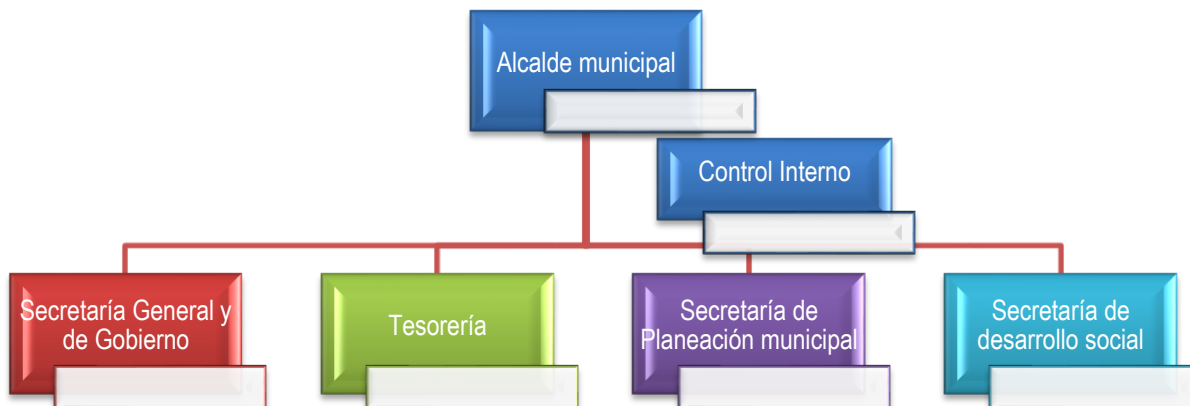 Alcalde municipal
Control Interno
Secretaría General y
de Gobierno
Tesorería
Secretaría de
Planeación municipal
Secretaría de
desarrollo social